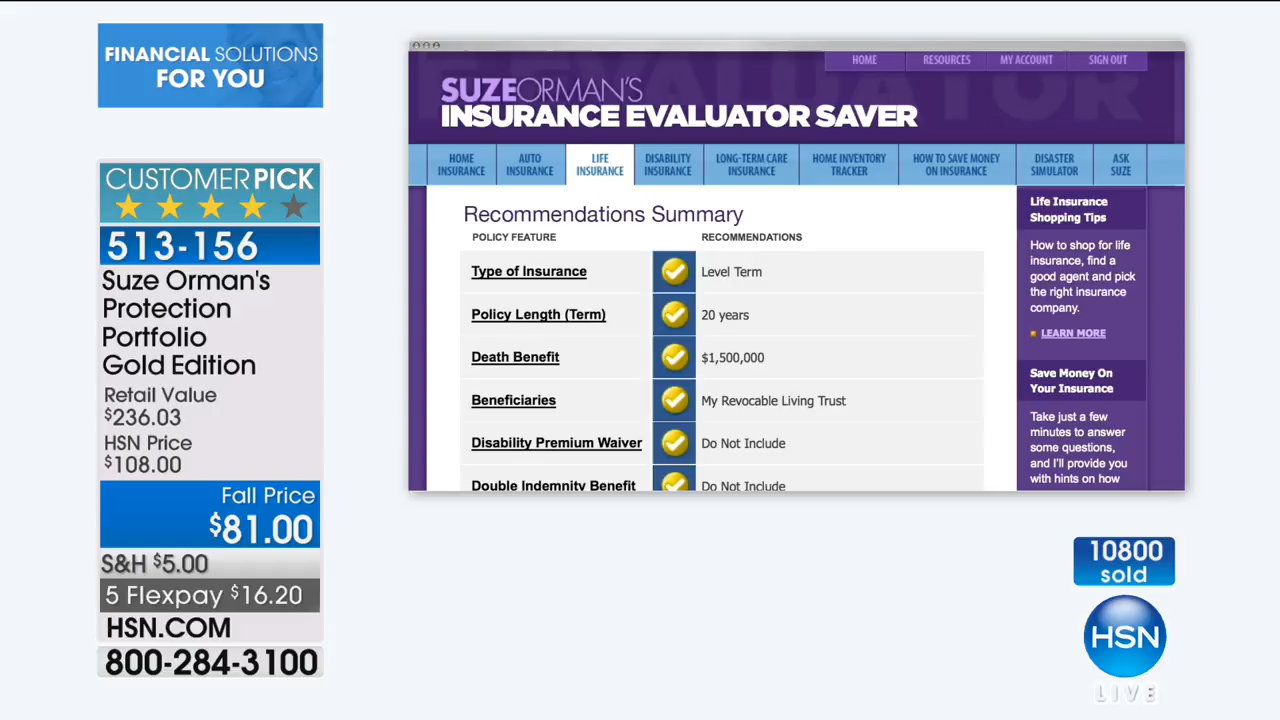 FINANCIAL SOLUTIONS
FOR YOU
CUSTOMER PICK
513-156
Suze Orman's
Protection
Portfolio
Gold Edition
Retail Value
$236.03
HSN Price
$108.00
Fall Price
$81.00
S&H $5.00
5 Flexpay $16.20
HSN.COM
800-284-3100
HOME RESOURCES MY ACCOUNT SIGN OUT
SUZE ORMAN'S
INSURANCE EVALUATOR SAVER
HOME INSURANCE
AUTO INSURANCE
LIFE INSURANCE
DISABILITY INSURANCE
LONG-TERM CARE INSURANCE
HOME INVENTORY TRACKER
HOW TO SAVE MONEY ON INSURANCE
DISASTER SIMULATOR
ASK SUZE
Recommendations Summary
POLICY FEATURE RECOMMENDATIONS
Type of Insurance Level Term
Policy Length (Term) 20 years
Death Benefit $1,500,000
Beneficiaries My Revocable Living Trust
Disability Premium Waiver Do Not Include
Double Indemnity Benefit Do Not Include
Life Insurance
Shopping Tips
How to shop for life
insurance, find a
good agent and pick
the right insurance
company.
LEARN MORE
Save Money On
Your Insurance
Take just a few
minutes to answer
some questions,
and I'll provide you
with hints on how
10800
sold
HSN
LIVE